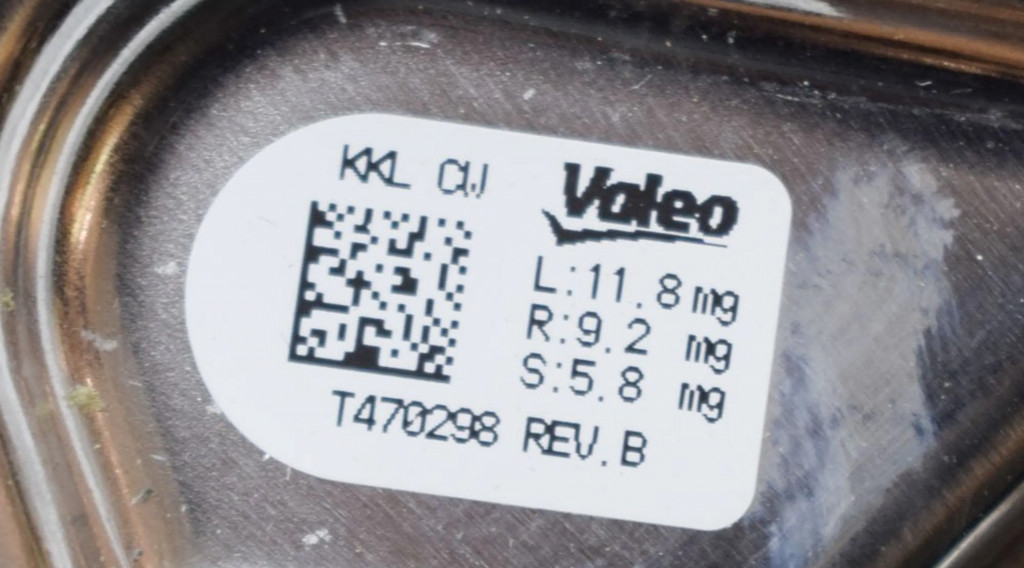 KKL CW
Valeo
L:11.8 mg
R:9.2 mg
S:5.8 mg
T470298 REV.B